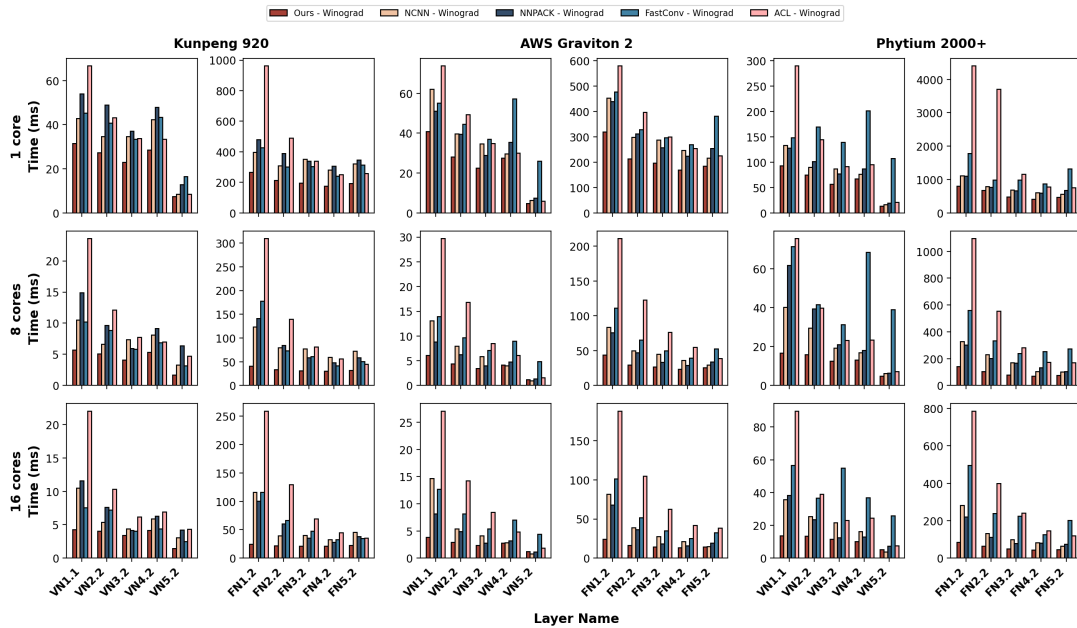 Ours - Winograd NCNN - Winograd NNPACK - Winograd FastConv - Winograd ACL - Winograd
Kunpeng 920 AWS Graviton 2 Phytium 2000+
1 core
Time (ms)
0 20 40 60
0 200 400 600 800 1000
0 20 40 60
0 100 200 300 400 500 600
0 50 100 150 200 250 300
0 1000 2000 3000 4000
8 cores
Time (ms)
0 5 10 15 20
0 50 100 150 200 250 300
0 5 10 15 20 25 30
0 50 100 150 200
0 20 40 60
0 200 400 600 800 1000
16 cores
Time (ms)
0 5 10 15 20
0 50 100 150 200 250
0 5 10 15 20 25
0 50 100 150
0 20 40 60 80
0 200 400 600 800
VN1.1 VN2.2 VN3.2 VN4.2 VN5.2
FN1.2 FN2.2 FN3.2 FN4.2 FN5.2
VN1.1 VN2.2 VN3.2 VN4.2 VN5.2
FN1.2 FN2.2 FN3.2 FN4.2 FN5.2
VN1.1 VN2.2 VN3.2 VN4.2 VN5.2
FN1.2 FN2.2 FN3.2 FN4.2 FN5.2
Layer Name